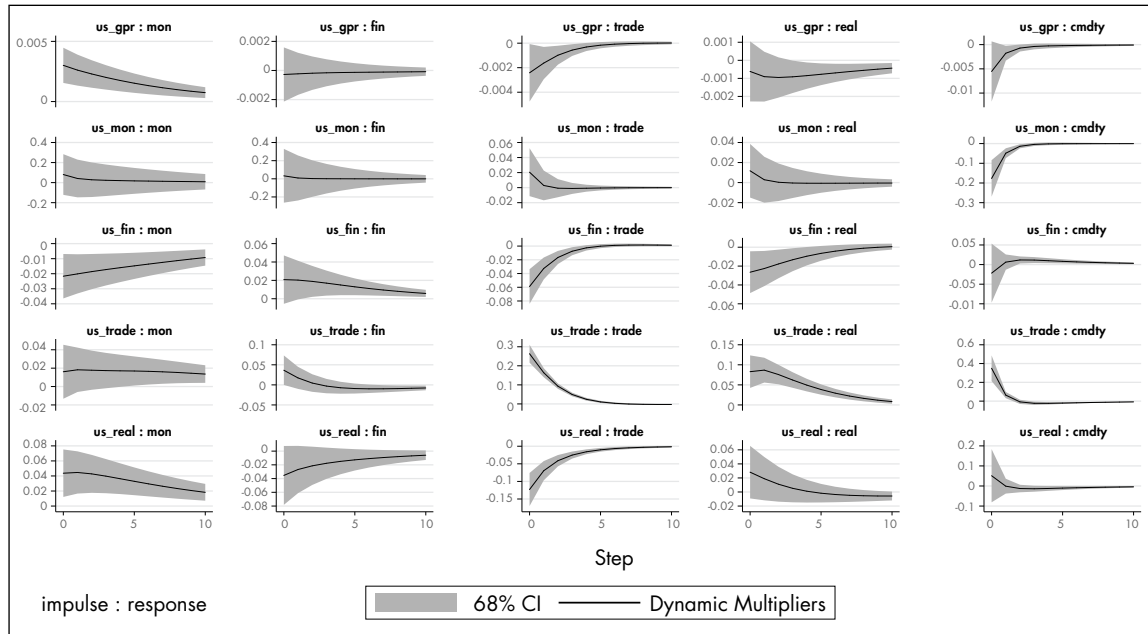 us_gpr : mon
0.005
0
us_gpr : fin
0.002
0
-0.002
us_gpr : trade
0
-0.002
-0.004
us_gpr : real
0.001
0
-0.001
-0.002
us_gpr : cmdty
0
-0.005
-0.01
us_mon : mon
0.4
0.2
0
-0.2
us_mon : fin
0.4
0.2
0
-0.2
us_mon : trade
0.06
0.04
0.02
0
-0.02
us_mon : real
0.04
0.02
0
-0.02
us_mon : cmdty
0
-0.1
-0.2
-0.3
us_fin : mon
0
-0.01
-0.02
-0.03
-0.04
us_fin : fin
0.06
0.04
0.02
0
us_fin : trade
0
-0.02
-0.04
-0.06
-0.08
us_fin : real
0
-0.02
-0.04
-0.06
us_fin : cmdty
0.05
0
-0.05
-0.01
us_trade : mon
0.04
0.02
0
-0.02
us_trade : fin
0.1
0.05
0
-0.05
us_trade : trade
0.3
0.2
0.1
0
us_trade : real
0.15
0.1
0.05
0
us_trade : cmdty
0.6
0.4
0.2
0
us_real : mon
0.08
0.06
0.04
0.02
0
0 5 10
us_real : fin
0
-0.02
-0.04
-0.06
-0.08
0 5 10
us_real : trade
0
-0.05
-0.1
-0.15
0 5 10
us_real : real
0.06
0.04
0.02
0
-0.02
0 5 10
us_real : cmdty
0.2
0.1
0
-0.1
0 5 10
Step
impulse : response
68% CI
Dynamic Multipliers